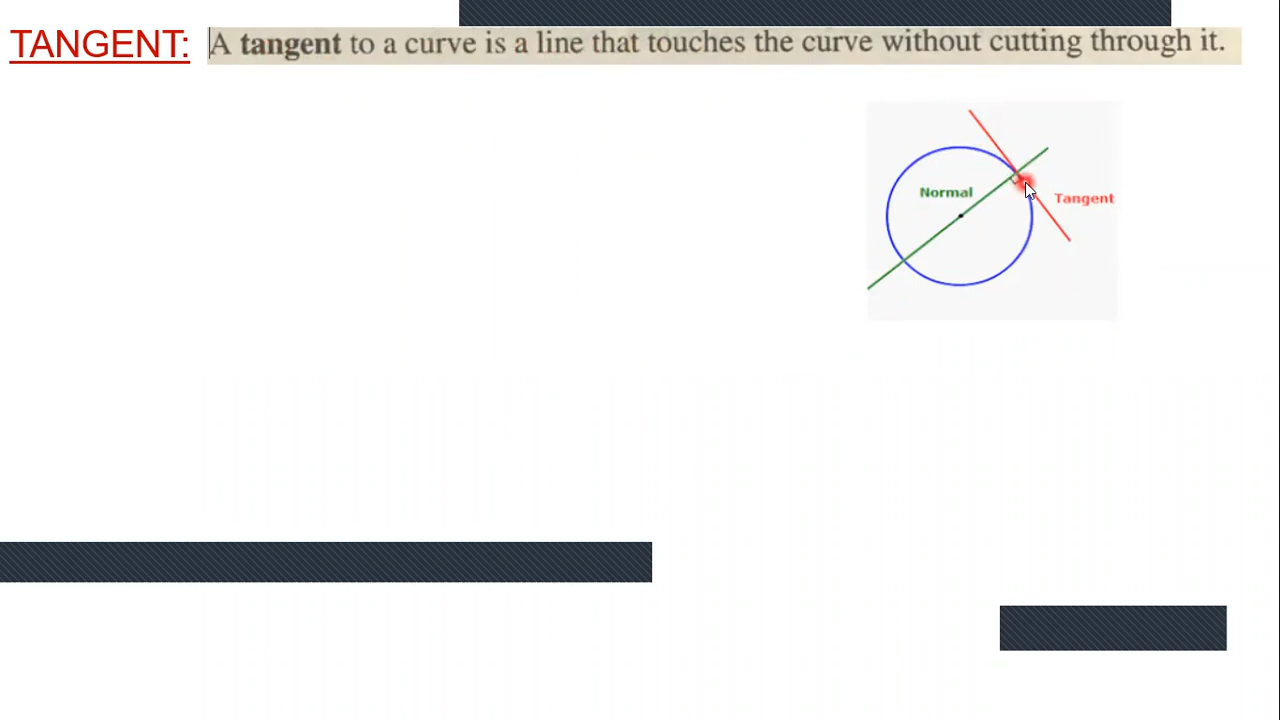 TANGENT: A tangent to a curve is a line that touches the curve without cutting through it.
Normal
Tangent